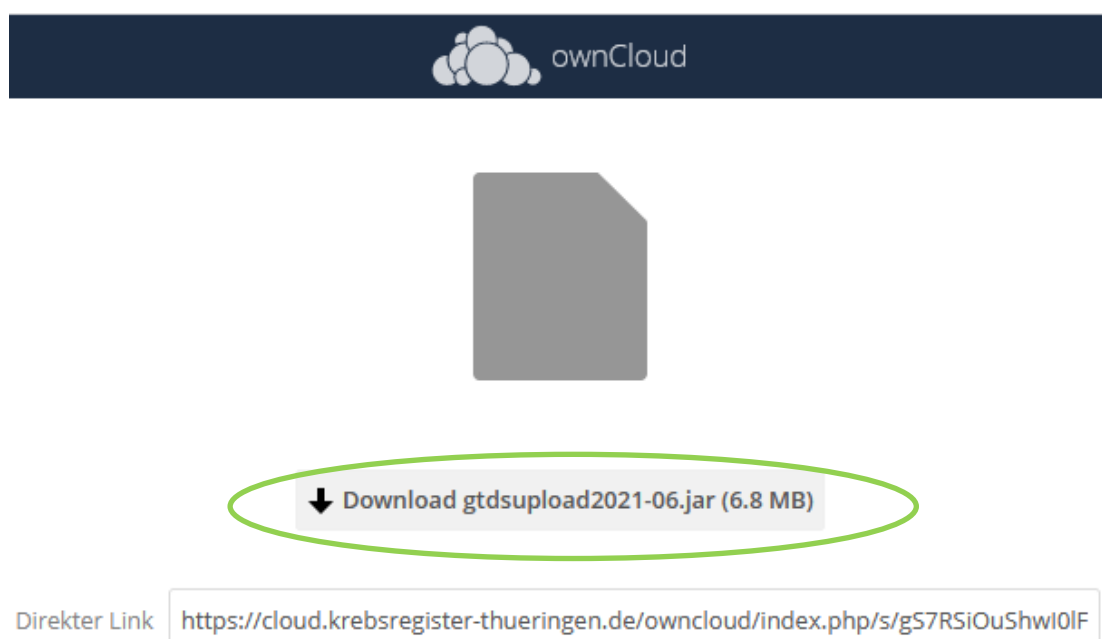 ownCloud
Download gtdsupload2021-06.jar (6.8 MB)
Direkter Link https://cloud.krebsregister-thueringen.de/owncloud/index.php/s/gS7RSiOuShwI0lF